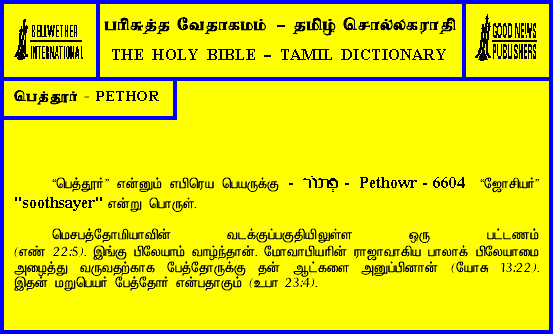 BELLWETHER
INTERNATIONAL
பரிசுத்த வேதாகமம் – தமிழ் சொல்லகராதி
THE HOLY BIBLE – TAMIL DICTIONARY
GOOD NEWS
PUBLISHERS
பெத்தூர் - PETHOR
“பெத்தூர்” என்னும் எபிரெய பெயருக்கு - - Pethowr - 6604 “ஜோசியர்”
"soothsayer" என்று பொருள்.
மெசபத்தோமியாவின் வடக்குப்பகுதியிலுள்ள ஒரு பட்டணம்
(எண் 22:5). இங்கு பிலேயாம் வாழ்ந்தான். மோவாபியரின் ராஜாவாகிய பாலாக் பிலேயாமை
அழைத்து வருவதற்காக பேத்தோருக்கு தன் ஆட்களை அனுப்பினான் (யோசு 13:22).
இதன் மறுபெயர் பேத்தோர் என்பதாகும் (உபா 23:4).